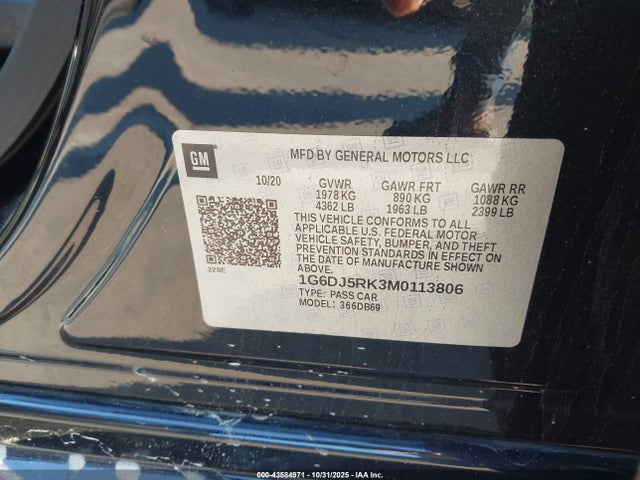 GM
MFD BY GENERAL MOTORS LLC
10/20 GVWR GAWR FRT GAWR RR
1978 KG 890 KG 1088 KG
4362 LB 1963 LB 2399 LB
THIS VEHICLE CONFORMS TO ALL
APPLICABLE U.S. FEDERAL MOTOR
VEHICLE SAFETY, BUMPER, AND THEFT
PREVENTION STANDARDS IN EFFECT ON
THE DATE OF MANUFACTURE SHOWN
ABOVE.
328E
1G6DJ5RK3M0113806
TYPE: PASS CAR
MODEL: 366DB69
000-43584971 - 10/31/2025 - IAA Inc.